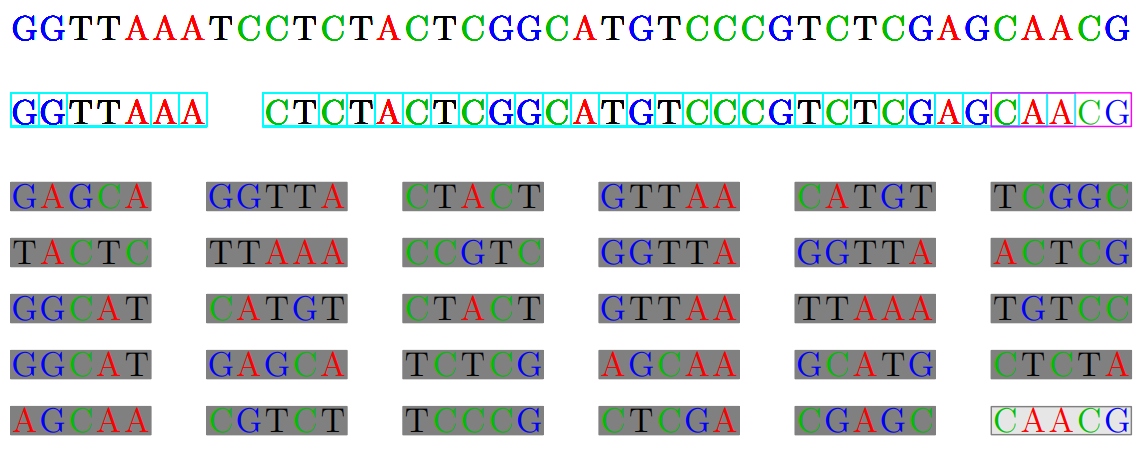 GGTTAAATCCTCTACTCGGCATGTCCCGTCTCGAGCAACG
GGTTAAA CTCTACTCGGCATGTCCCGTCTCGAGCAACG
GAGCA GGTTA CTACT GTTAA CATGT TCGGC
TACTC TTAAA CCGTC GGTTA GGTTA ACTCG
GGCAT CATGT CTACT GTTAA TTAAA TGTCC
GGCAT GAGCA TCTCG AGCAA GCATG CTCTA
AGCAA CGTCT TCCCG CTCGA CGAGC CAACG